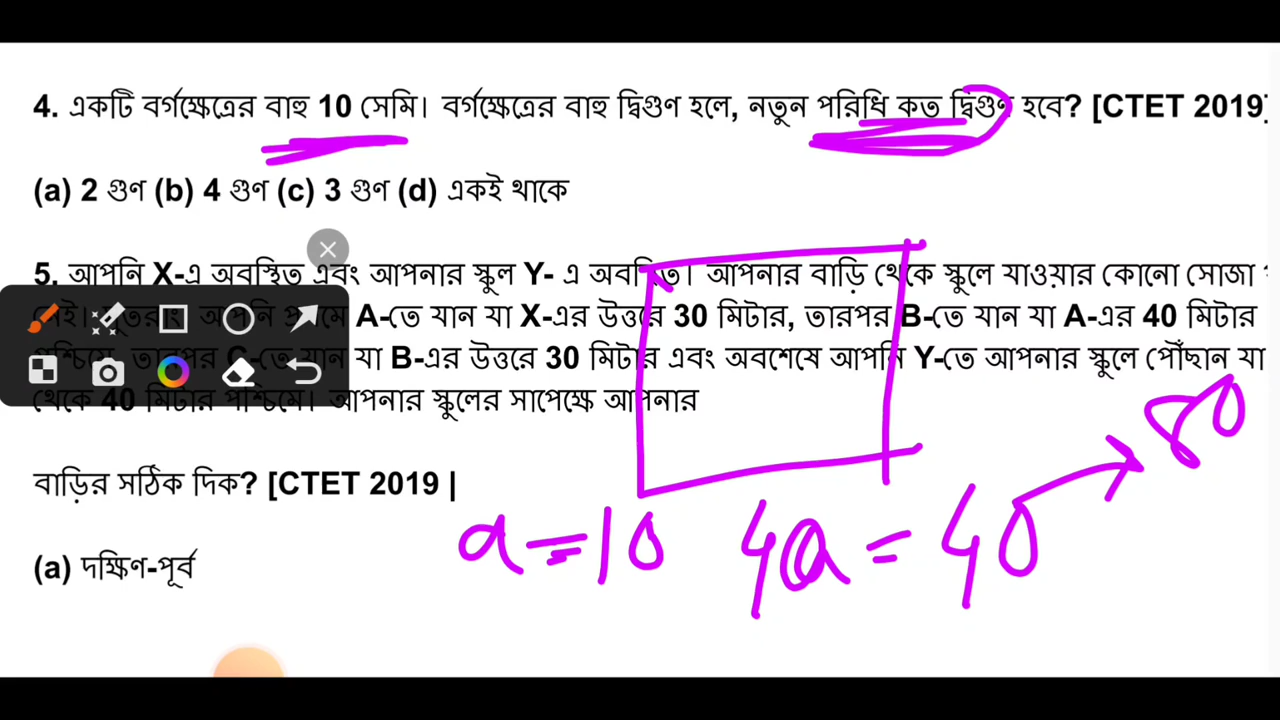 4. একটি বর্গক্ষেত্রের বাহু 10 সেমি। বর্গক্ষেত্রের বাহু দ্বিগুণ হলে, নতুন পরিধি কত দ্বিগুণ হবে? [CTET 2019]
(a) 2 গুণ (b) 4 গুণ (c) 3 গুণ (d) একই থাকে
5. আপনি X-এ অবস্থিত এবং আপনার স্কুল Y- এ অবস্থিত। আপনার বাড়ি থেকে স্কুলে যাওয়ার কোনো সোজা
A-তে যান যা X-এর উত্তরে 30 মিটার, তারপর B-তে যান যা A-এর 40 মিটার
যান যা B-এর উত্তরে 30 মিটার এবং অবশেষে আপনি Y-তে আপনার স্কুলে পৌঁছান যা
থেকে 40 মিটার পশ্চিমে। আপনার স্কুলের সাপেক্ষে আপনার
বাড়ির সঠিক দিক? [CTET 2019 |
(a) দক্ষিণ-পূর্ব
a = 10 4a = 40
80